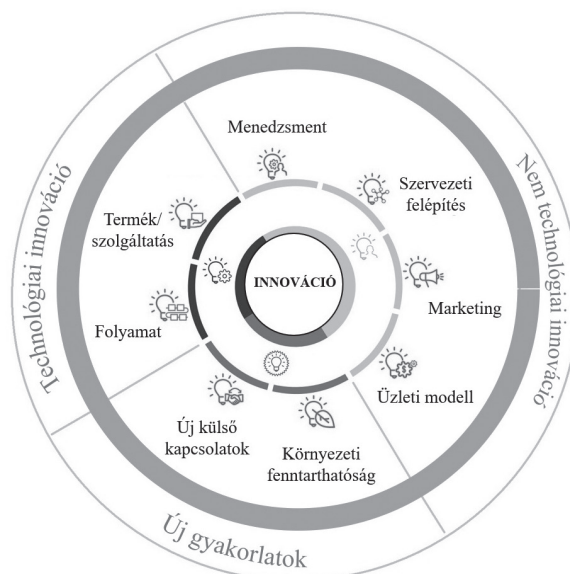 Technológiai innováció
Nem technológiai innováció
Új gyakorlatok
Menedzsment
Szervezeti
felépítés
Termék/
szolgáltatás
INNOVÁCIÓ
Marketing
Folyamat
Üzleti modell
Új külső
kapcsolatok
Környezeti
fenntarthatóság